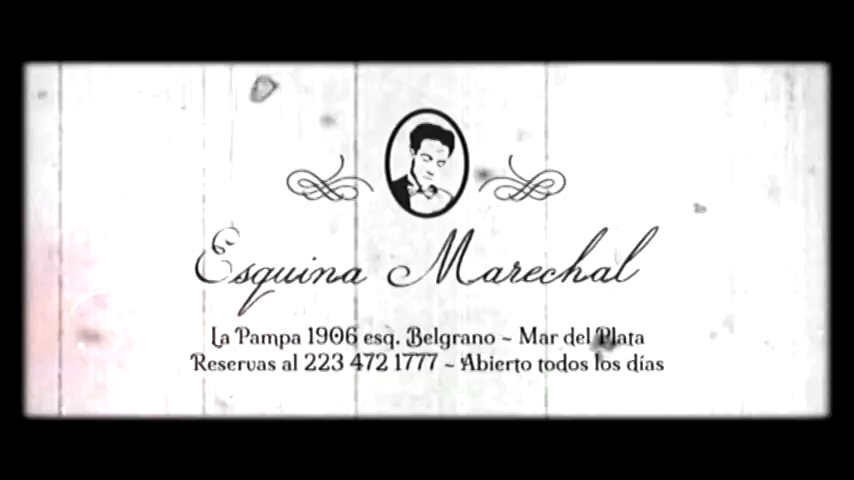 Esquina Marechal
La Pampa 1906 esq. Belgrano ~ Mar del Plata
Reservas al 223 472 1777 ~ Abierto todos los días